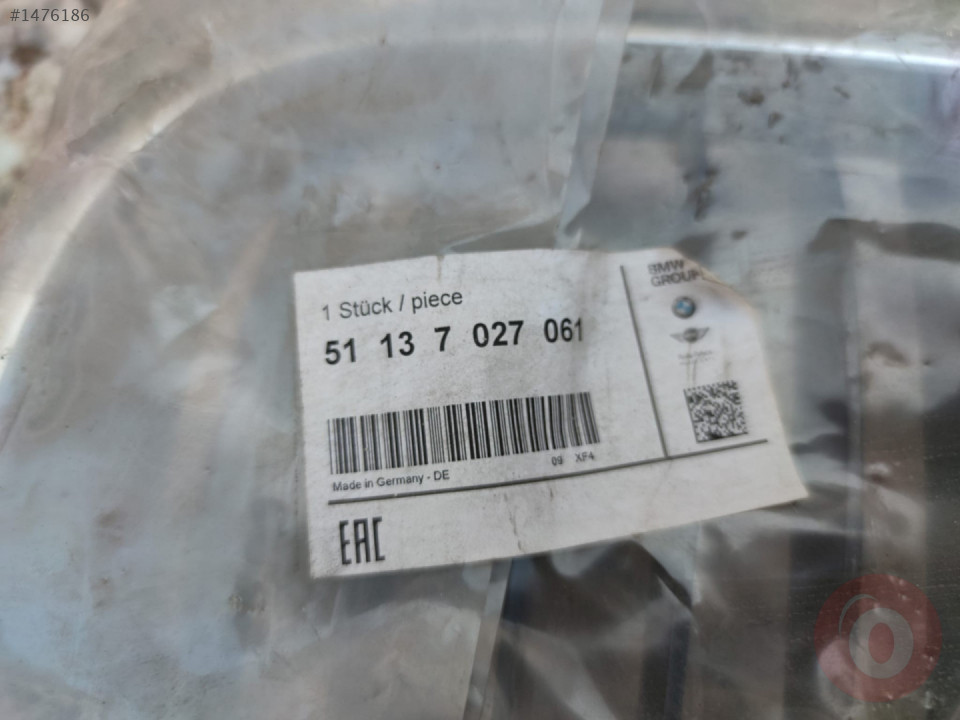 #1476186
1 Stück / piece
51 13 7 027 061
BMW
GROUP
Made in Germany - DE
09 XF4
EAC
O